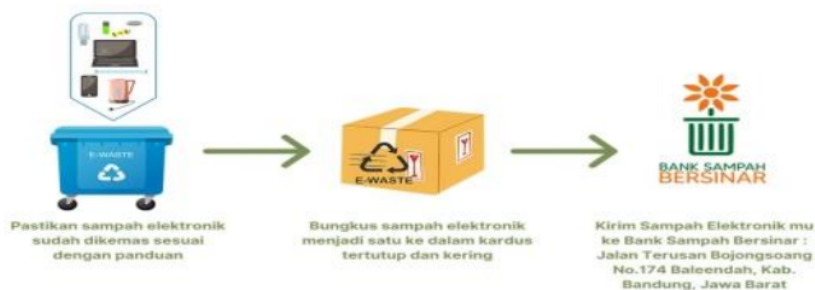 E-WASTE
Pastikan sampah elektronik
sudah dikemas sesuai
dengan panduan
E-WASTE
Bungkus sampah elektronik
menjadi satu ke dalam kardus
tertutup dan kering
BANK SAMPAH
BERSINAR
Kirim Sampah Elektronik mu
ke Bank Sampah Bersinar :
Jalan Terusan Bojongsoang
No.174 Baleendah, Kab.
Bandung, Jawa Barat